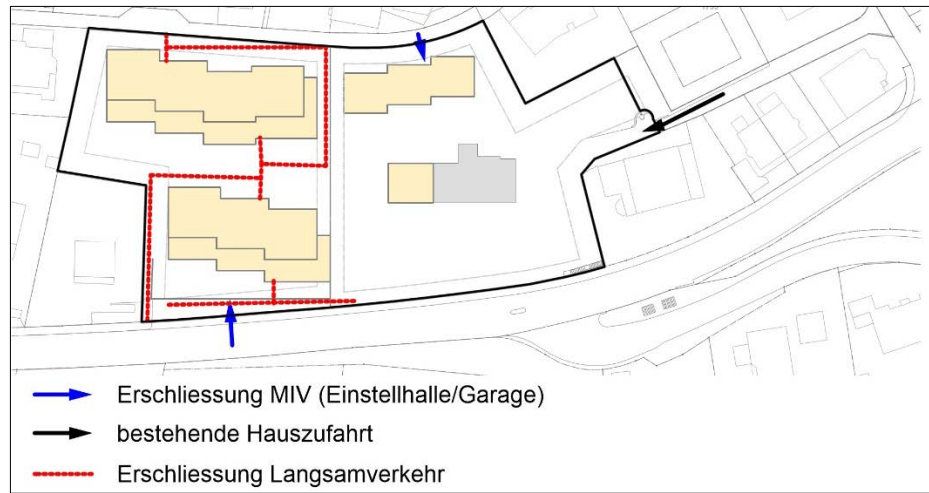 Erschliessung MIV (Einstellhalle/Garage)
bestehende Hauszufahrt
Erschliessung Langsamverkehr